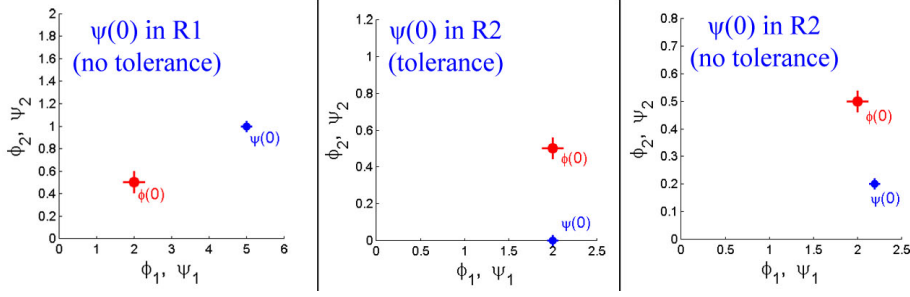 ψ(0) in R1
(no tolerance)
2
1.8
1.6
1.4
1.2
1
0.8
0.6
0.4
0.2
0
ϕ₂, ψ₂
ψ(0)
ϕ(0)
0 1 2 3 4 5 6
ϕ₁, ψ₁
ψ(0) in R2
(tolerance)
1.2
1
0.8
0.6
0.4
0.2
0
ϕ₂, ψ₂
ϕ(0)
ψ(0)
0 0.5 1 1.5 2 2.5
ϕ₁, ψ₁
ψ(0) in R2
(no tolerance)
0.8
0.7
0.6
0.5
0.4
0.3
0.2
0.1
0
ϕ₂, ψ₂
ϕ(0)
ψ(0)
0 0.5 1 1.5 2 2.5
ϕ₁, ψ₁